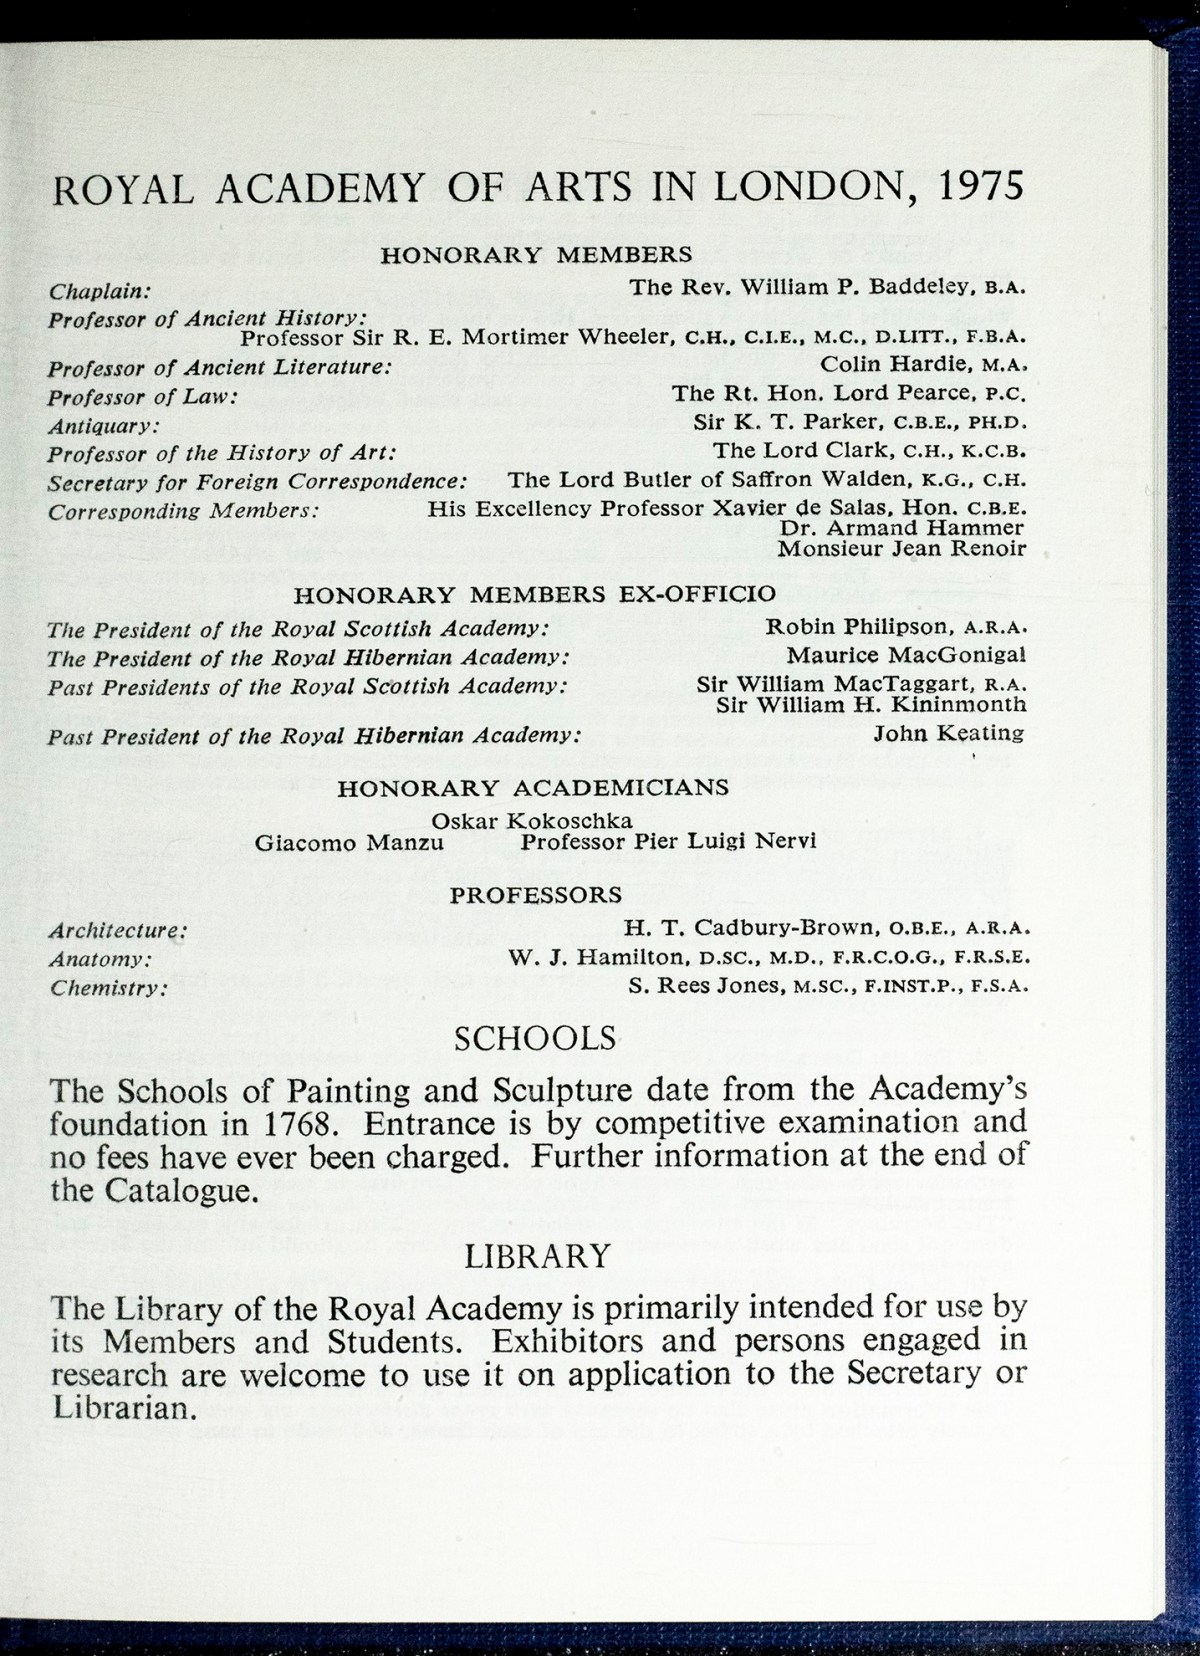 ROYAL ACADEMY OF ARTS IN LONDON, 1975
HONORARY MEMBERS
Chaplain: The Rev. William P. Baddeley, B.A.
Professor of Ancient History:
Professor Sir R. E. Mortimer Wheeler, C.H., C.I.E., M.C., D.LITT., F.B.A.
Professor of Ancient Literature: Colin Hardie, M.A.
Professor of Law: The Rt. Hon. Lord Pearce, P.C.
Antiquary: Sir K. T. Parker, C.B.E., PH.D.
Professor of the History of Art: The Lord Clark, C.H., K.C.B.
Secretary for Foreign Correspondence: The Lord Butler of Saffron Walden, K.G., C.H.
Corresponding Members: His Excellency Professor Xavier de Salas, Hon. C.B.E.
Dr. Armand Hammer
Monsieur Jean Renoir
HONORARY MEMBERS EX-OFFICIO
The President of the Royal Scottish Academy: Robin Philipson, A.R.A.
The President of the Royal Hibernian Academy: Maurice MacGonigal
Past Presidents of the Royal Scottish Academy: Sir William MacTaggart, R.A.
Sir William H. Kininmonth
Past President of the Royal Hibernian Academy: John Keating
HONORARY ACADEMICIANS
Oskar Kokoschka
Giacomo Manzu Professor Pier Luigi Nervi
PROFESSORS
Architecture: H. T. Cadbury-Brown, O.B.E., A.R.A.
Anatomy: W. J. Hamilton, D.SC., M.D., F.R.C.O.G., F.R.S.E.
Chemistry: S. Rees Jones, M.SC., F.INST.P., F.S.A.
SCHOOLS
The Schools of Painting and Sculpture date from the Academy's
foundation in 1768. Entrance is by competitive examination and
no fees have ever been charged. Further information at the end of
the Catalogue.
LIBRARY
The Library of the Royal Academy is primarily intended for use by
its Members and Students. Exhibitors and persons engaged in
research are welcome to use it on application to the Secretary or
Librarian.